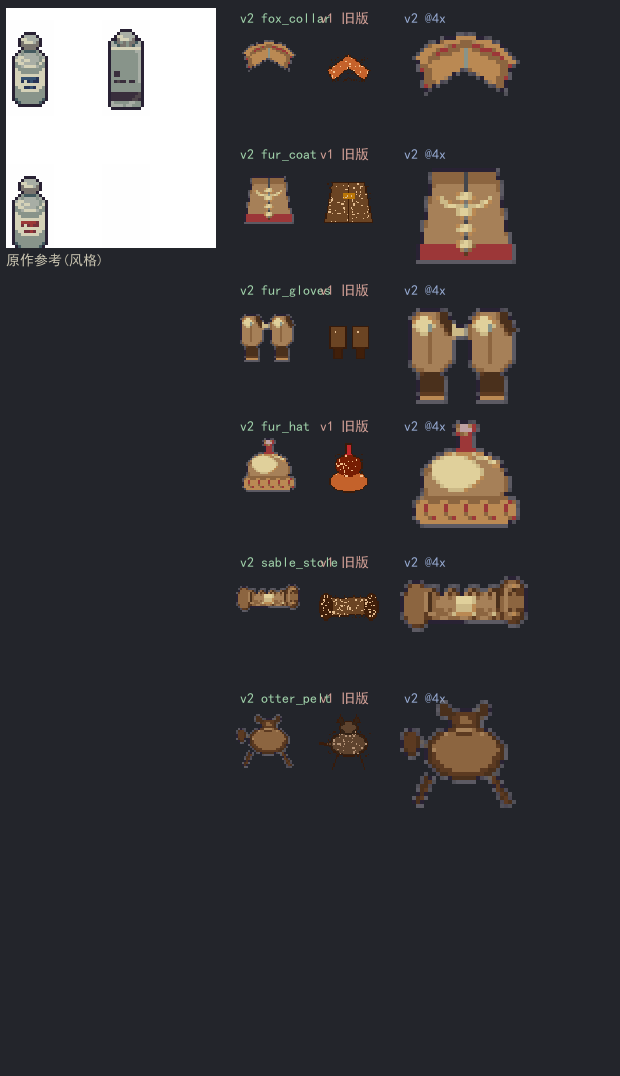 v2 fox_collar v1 旧版 v2 @4x
v2 fur_coat v1 旧版 v2 @4x
原作参考(风格)
v2 fur_gloves v1 旧版 v2 @4x
v2 fur_hat v1 旧版 v2 @4x
v2 sable_stole v1 旧版 v2 @4x
v2 otter_pelt v1 旧版 v2 @4x